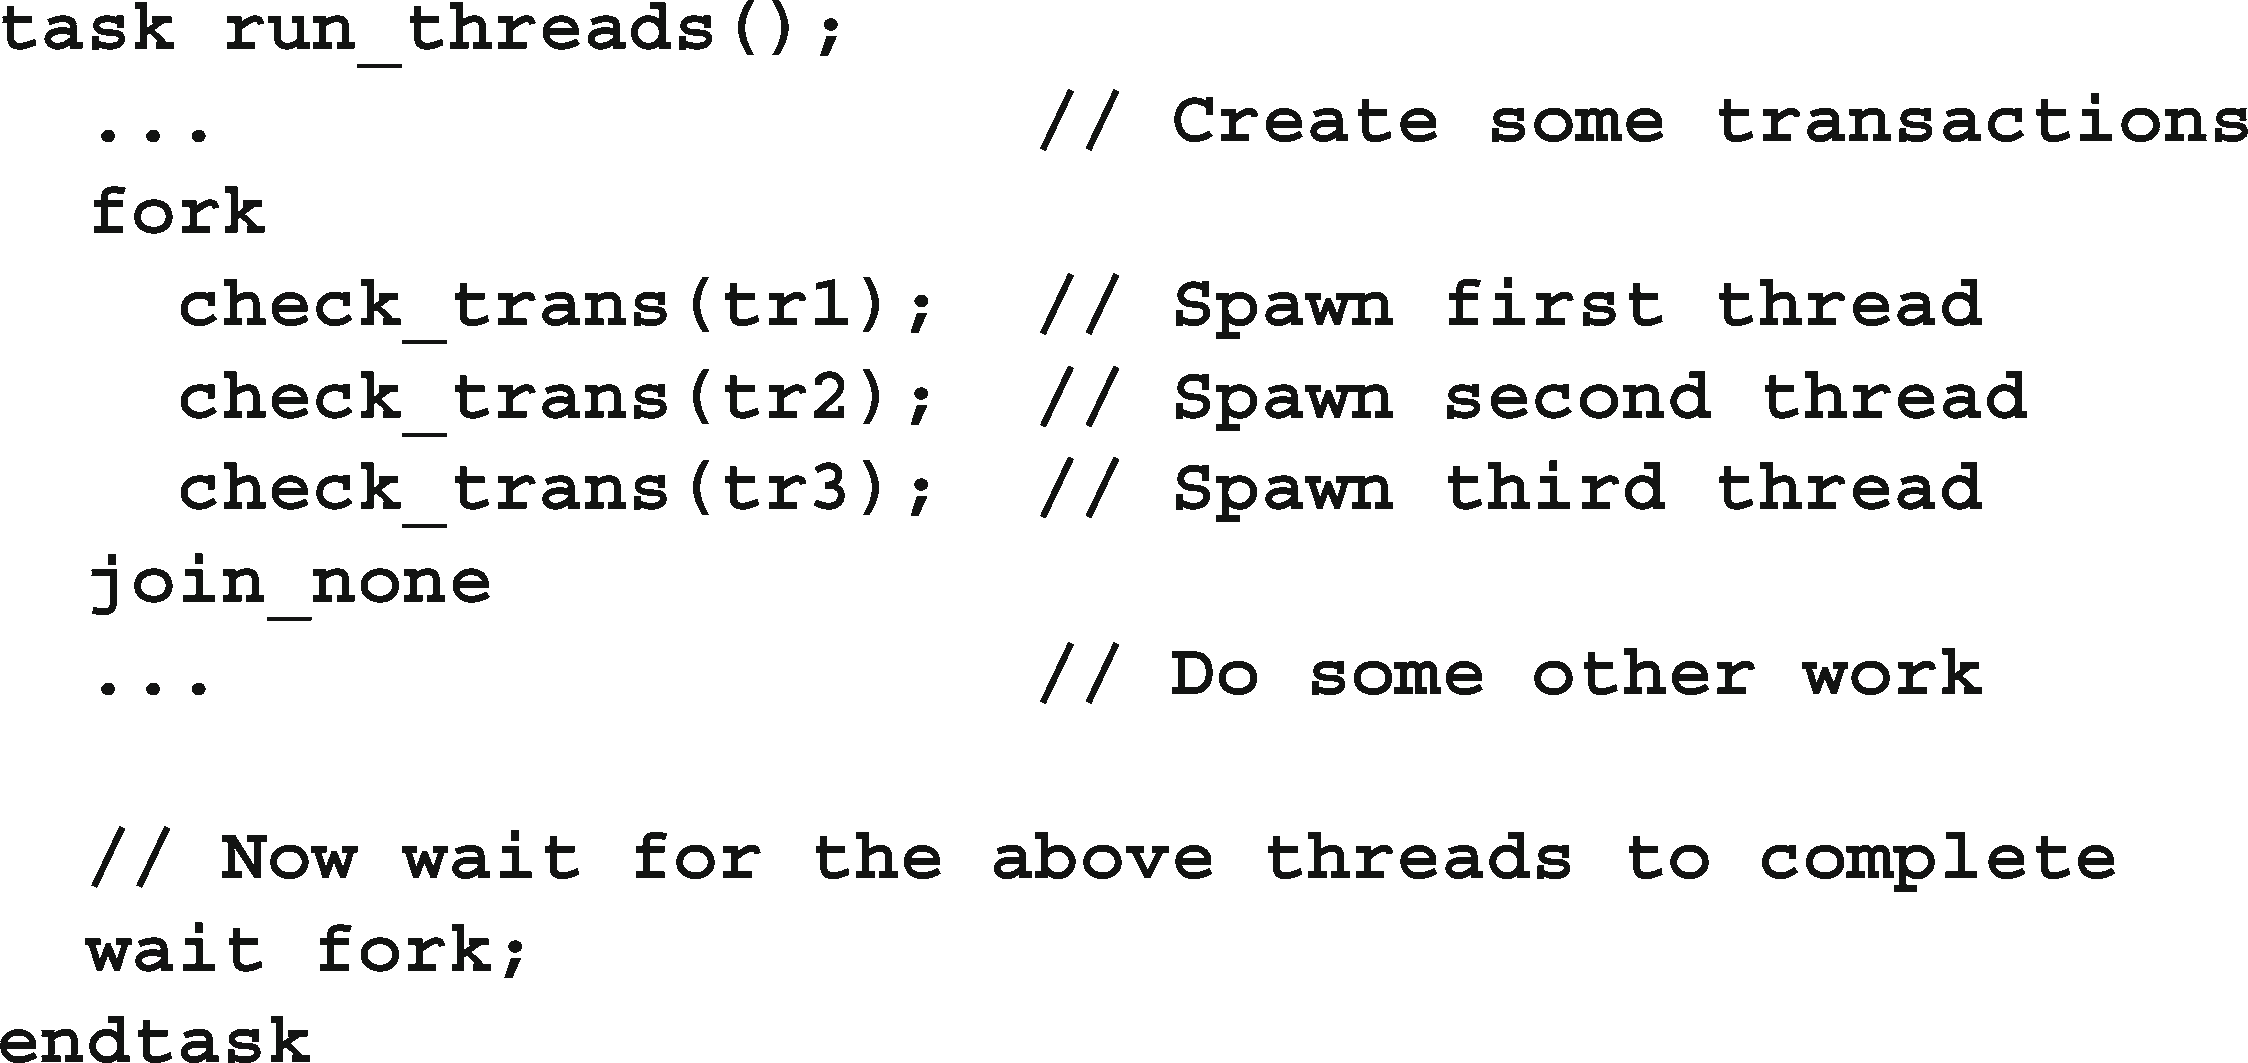 task run_threads();
  ...                  // Create some transactions
  fork
    check_trans(tr1);  // Spawn first thread
    check_trans(tr2);  // Spawn second thread
    check_trans(tr3);  // Spawn third thread
  join_none
  ...                  // Do some other work

  // Now wait for the above threads to complete
  wait fork;
endtask